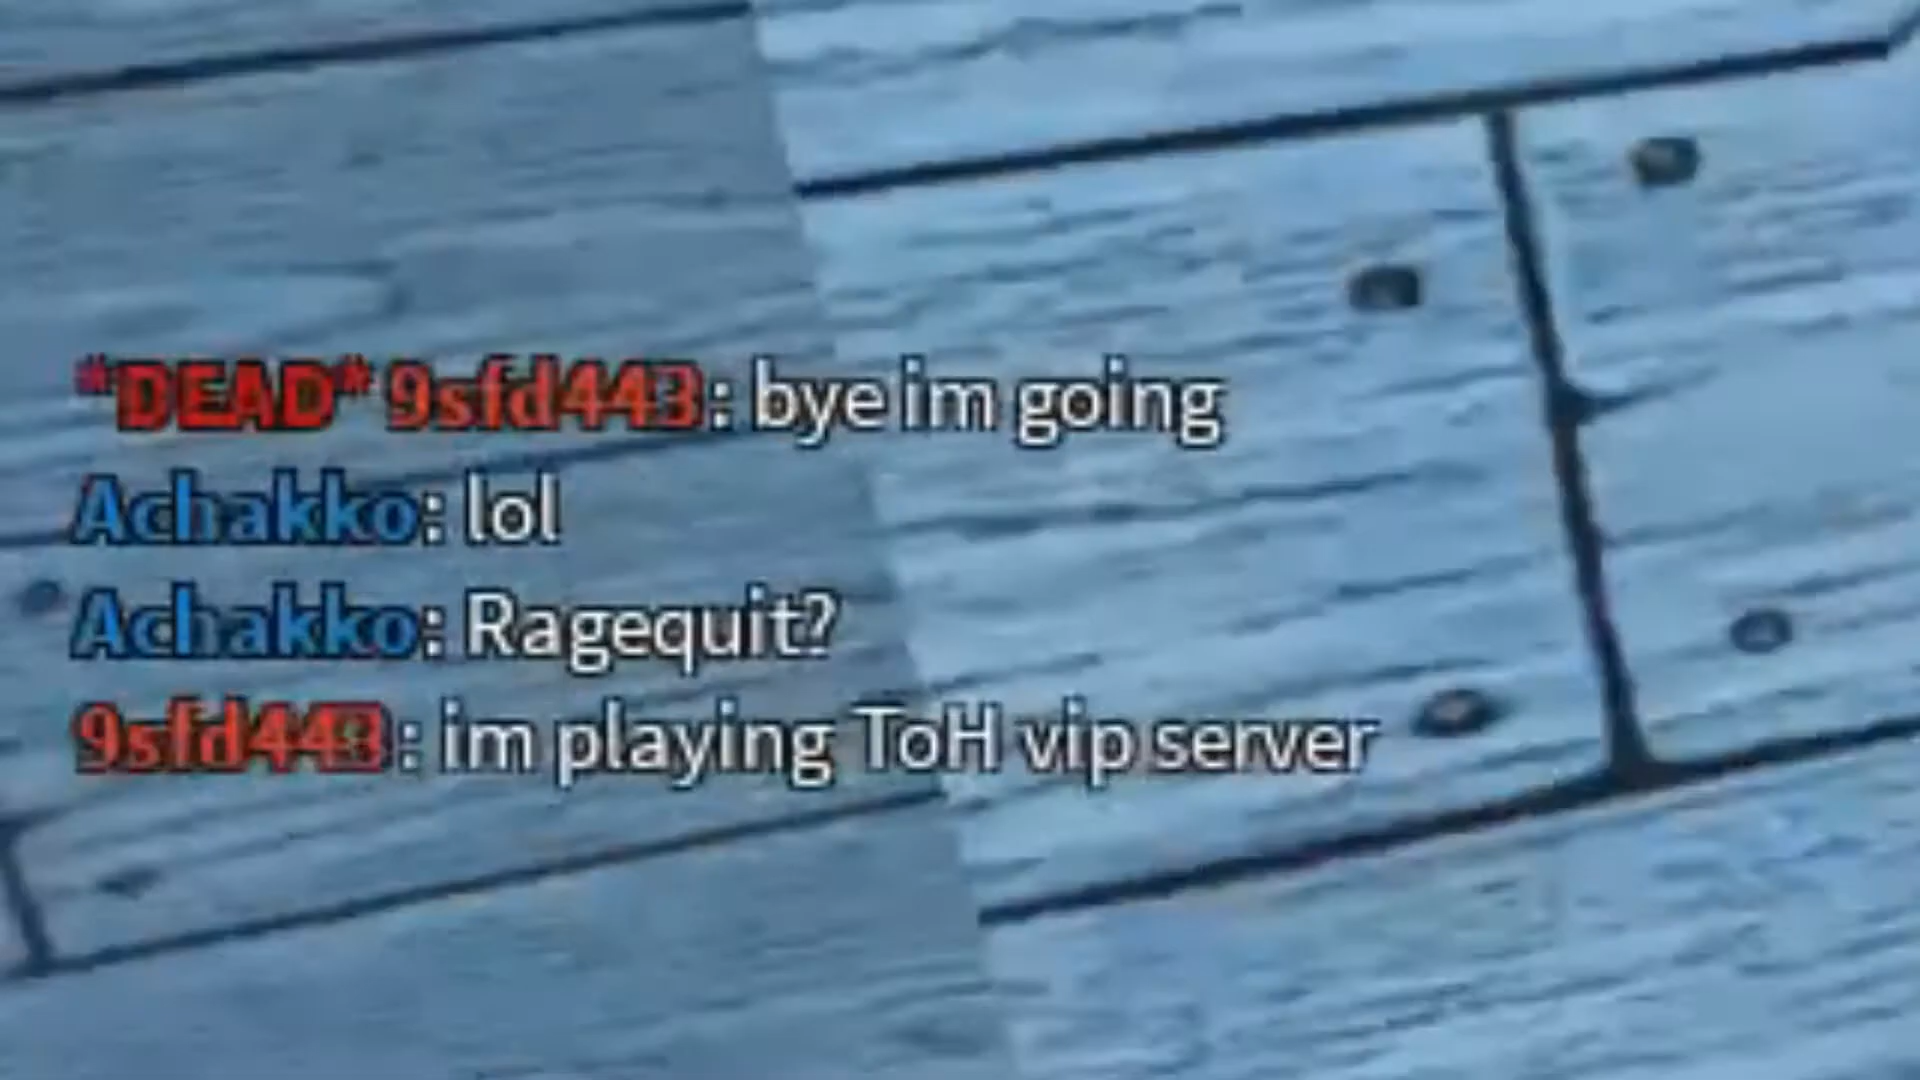 *DEAD* 9sfd443: bye im going
Achakko: lol
Achakko: Ragequit?
9sfd443: im playing ToH vip server